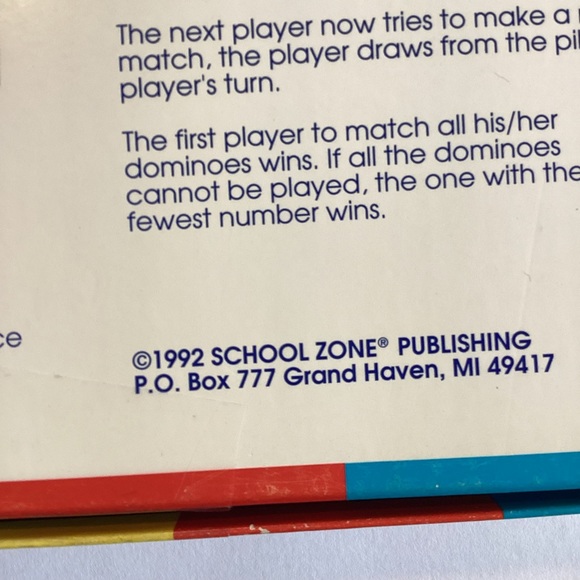 The next player now tries to make a
match, the player draws from the
player's turn.
The first player to match all his/her
dominoes wins. If all the dominoes
cannot be played, the one with the
fewest number wins.
©1992 SCHOOL ZONE® PUBLISHING
P.O. Box 777 Grand Haven, MI 49417